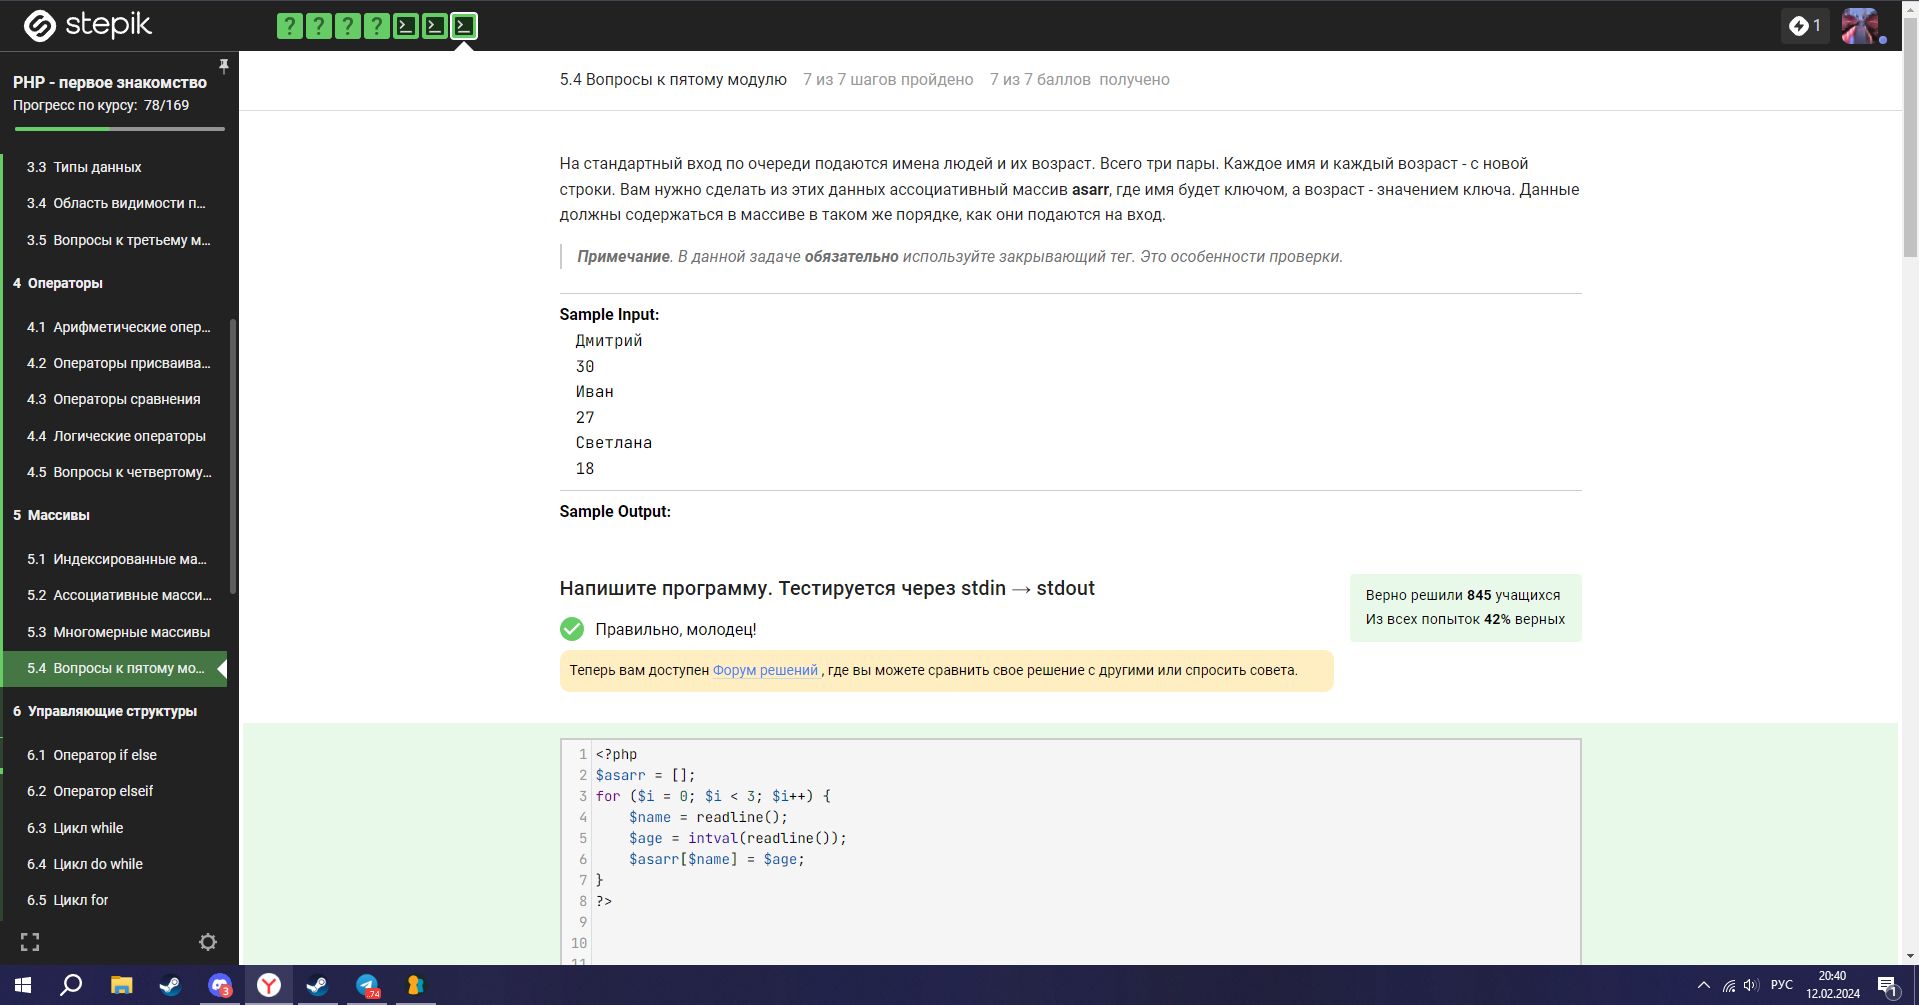 stepik
? ? ? ?
1
PHP - первое знакомство
Прогресс по курсу: 78/169
3.3 Типы данных
3.4 Область видимости п...
3.5 Вопросы к третьему м...
4 Операторы
4.1 Арифметические опер...
4.2 Операторы присваива...
4.3 Операторы сравнения
4.4 Логические операторы
4.5 Вопросы к четвертому...
5 Массивы
5.1 Индексированные ма...
5.2 Ассоциативные масси...
5.3 Многомерные массивы
5.4 Вопросы к пятому мо...
6 Управляющие структуры
6.1 Оператор if else
6.2 Оператор elseif
6.3 Цикл while
6.4 Цикл do while
6.5 Цикл for
5.4 Вопросы к пятому модулю 7 из 7 шагов пройдено 7 из 7 баллов получено
На стандартный вход по очереди подаются имена людей и их возраст. Всего три пары. Каждое имя и каждый возраст - с новой
строки. Вам нужно сделать из этих данных ассоциативный массив asarr, где имя будет ключом, а возраст - значением ключа. Данные
должны содержаться в массиве в таком же порядке, как они подаются на вход.
Примечание. В данной задаче обязательно используйте закрывающий тег. Это особенности проверки.
Sample Input:
Дмитрий
30
Иван
27
Светлана
18
Sample Output:
Напишите программу. Тестируется через stdin → stdout
Правильно, молодец!
Верно решили 845 учащихся
Из всех попыток 42% верных
Теперь вам доступен Форум решений , где вы можете сравнить свое решение с другими или спросить совета.
1 <?php
2 $asarr = [];
3 for ($i = 0; $i < 3; $i++) {
4     $name = readline();
5     $age = intval(readline());
6     $asarr[$name] = $age;
7 }
8 ?>
9
10
11
3
74
РУС
20:40
12.02.2024
1